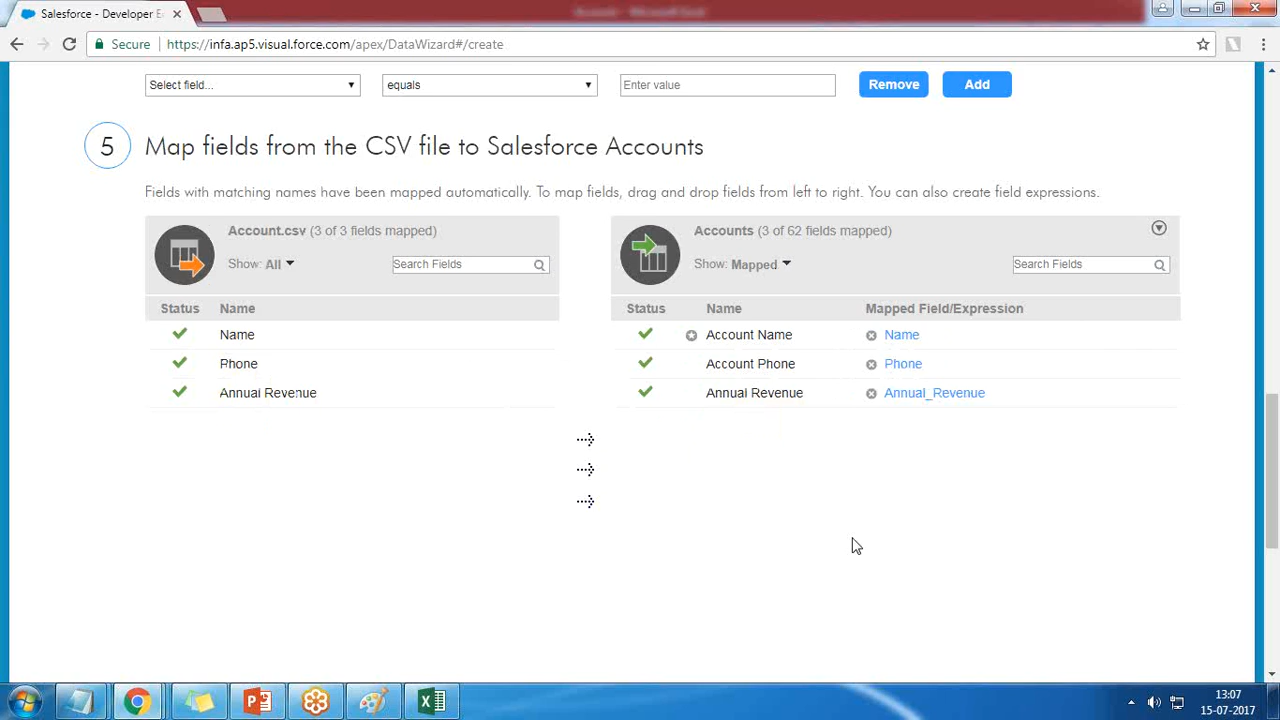 Salesforce - Developer E
Secure https://infa.ap5.visual.force.com/apex/DataWizard#/create
Select field... equals Enter value Remove Add
5 Map fields from the CSV file to Salesforce Accounts
Fields with matching names have been mapped automatically. To map fields, drag and drop fields from left to right. You can also create field expressions.
Account.csv (3 of 3 fields mapped)
Show: All Search Fields
Status Name
Name
Phone
Annual Revenue
Accounts (3 of 62 fields mapped)
Show: Mapped Search Fields
Status Name Mapped Field/Expression
Account Name Name
Account Phone Phone
Annual Revenue Annual_Revenue
13:07
15-07-2017